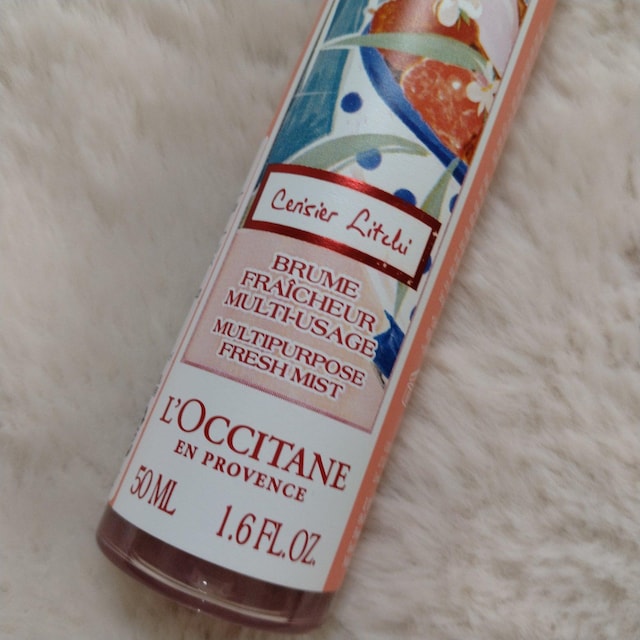 Cerisier Litchi
BRUME
FRAÎCHEUR
MULTI-USAGE
MULTIPURPOSE
FRESH MIST
L'OCCITANE
EN PROVENCE
50 ML
1.6 FL.OZ.